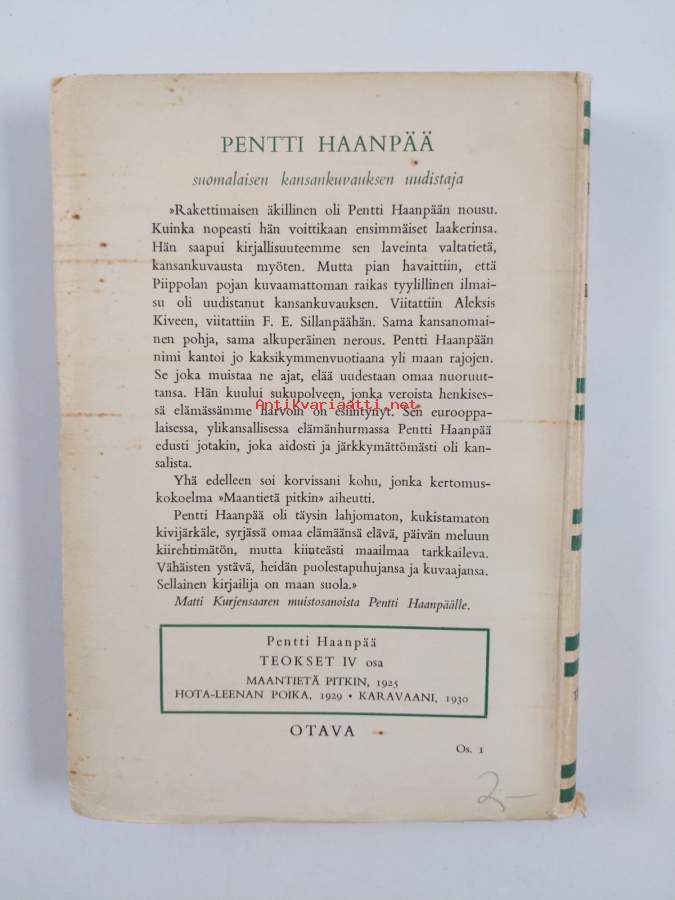 PENTTI HAANPÄÄ
suomalaisen kansankuvauksen uudistaja
»Rakettimaisen äkillinen oli Pentti Haanpään nousu.
Kuinka nopeasti hän voittikaan ensimmäiset laakerinsa.
Hän saapui kirjallisuuteemme sen laveinta valtatietä,
kansankuvausta myöten. Mutta pian havaittiin, että
Piippolan pojan kuvaamattoman raikas tyylillinen ilmai-
su oli uudistanut kansankuvauksen. Viitattiin Aleksis
Kiveen, viitattiin F. E. Sillanpäähän. Sama kansanomai-
nen pohja, sama alkuperäinen nerous. Pentti Haanpään
nimi kantoi jo kaksikymmenvuotiaana yli maan rajojen.
Se joka muistaa ne ajat, elää uudestaan omaa nuoruut-
tansa. Hän kuului sukupolveen, jonka veroista henkises-
Antikvariaatti.net
sä elämässämme harvoin on esiintynyt. Sen eurooppa-
laisessa, ylikansallisessa elämänhurmassa Pentti Haanpää
edusti jotakin, joka aidosti ja järkkymättömästi oli kan-
salista.
Yhä edelleen soi korvissani kohu, jonka kertomus-
kokoelma »Maantietä pitkin» aiheutti.
Pentti Haanpää oli täysin lahjomaton, kukistamaton
kivijärkäle, syrjässä omaa elämäänsä elävä, päivän meluun
kiirehtimätön, mutta kiinteästi maailmaa tarkkaileva.
Vähäisten ystävä, heidän puolestapuhujansa ja kuvaajansa.
Sellainen kirjailija on maan suola.»
Matti Kurjensaaren muistosanoista Pentti Haanpäälle.
Pentti Haanpää
TEOKSET IV osa
MAANTIETÄ PITKIN, 1925
HOTA-LEENAN POIKA, 1929 • KARAVAANI, 1930
OTAVA
Os. 1
2,–